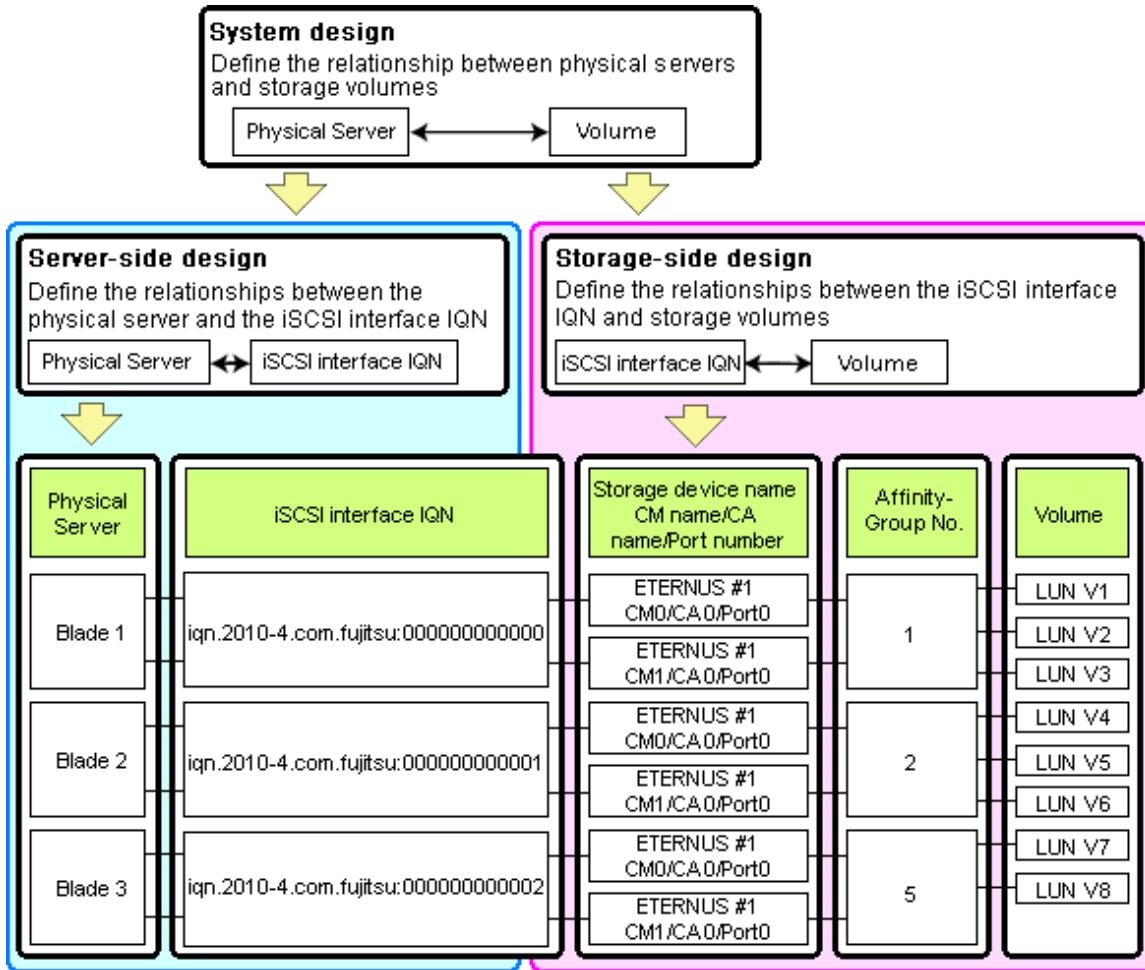 System design
Define the relationship between physical servers
and storage volumes
Physical Server
Volume
Server-side design
Define the relationships between the
physical server and the iSCSI interface IQN
Physical Server
iSCSI interface IQN
Storage-side design
Define the relationships between the iSCSI interface
IQN and storage volumes
iSCSI interface IQN
Volume
Physical
Server
iSCSI interface IQN
Storage device name
CM name/CA
name/Port number
Affinity-
Group No.
Volume
Blade 1
iqn.2010-4.com.fujitsu:000000000000
ETERNUS #1
CM0/CA0/Port0
ETERNUS #1
CM1/CA0/Port0
1
LUN V1
LUN V2
LUN V3
Blade 2
iqn.2010-4.com.fujitsu:000000000001
ETERNUS #1
CM0/CA0/Port0
ETERNUS #1
CM1/CA0/Port0
2
LUN V4
LUN V5
LUN V6
Blade 3
iqn.2010-4.com.fujitsu:000000000002
ETERNUS #1
CM0/CA0/Port0
ETERNUS #1
CM1/CA0/Port0
5
LUN V7
LUN V8